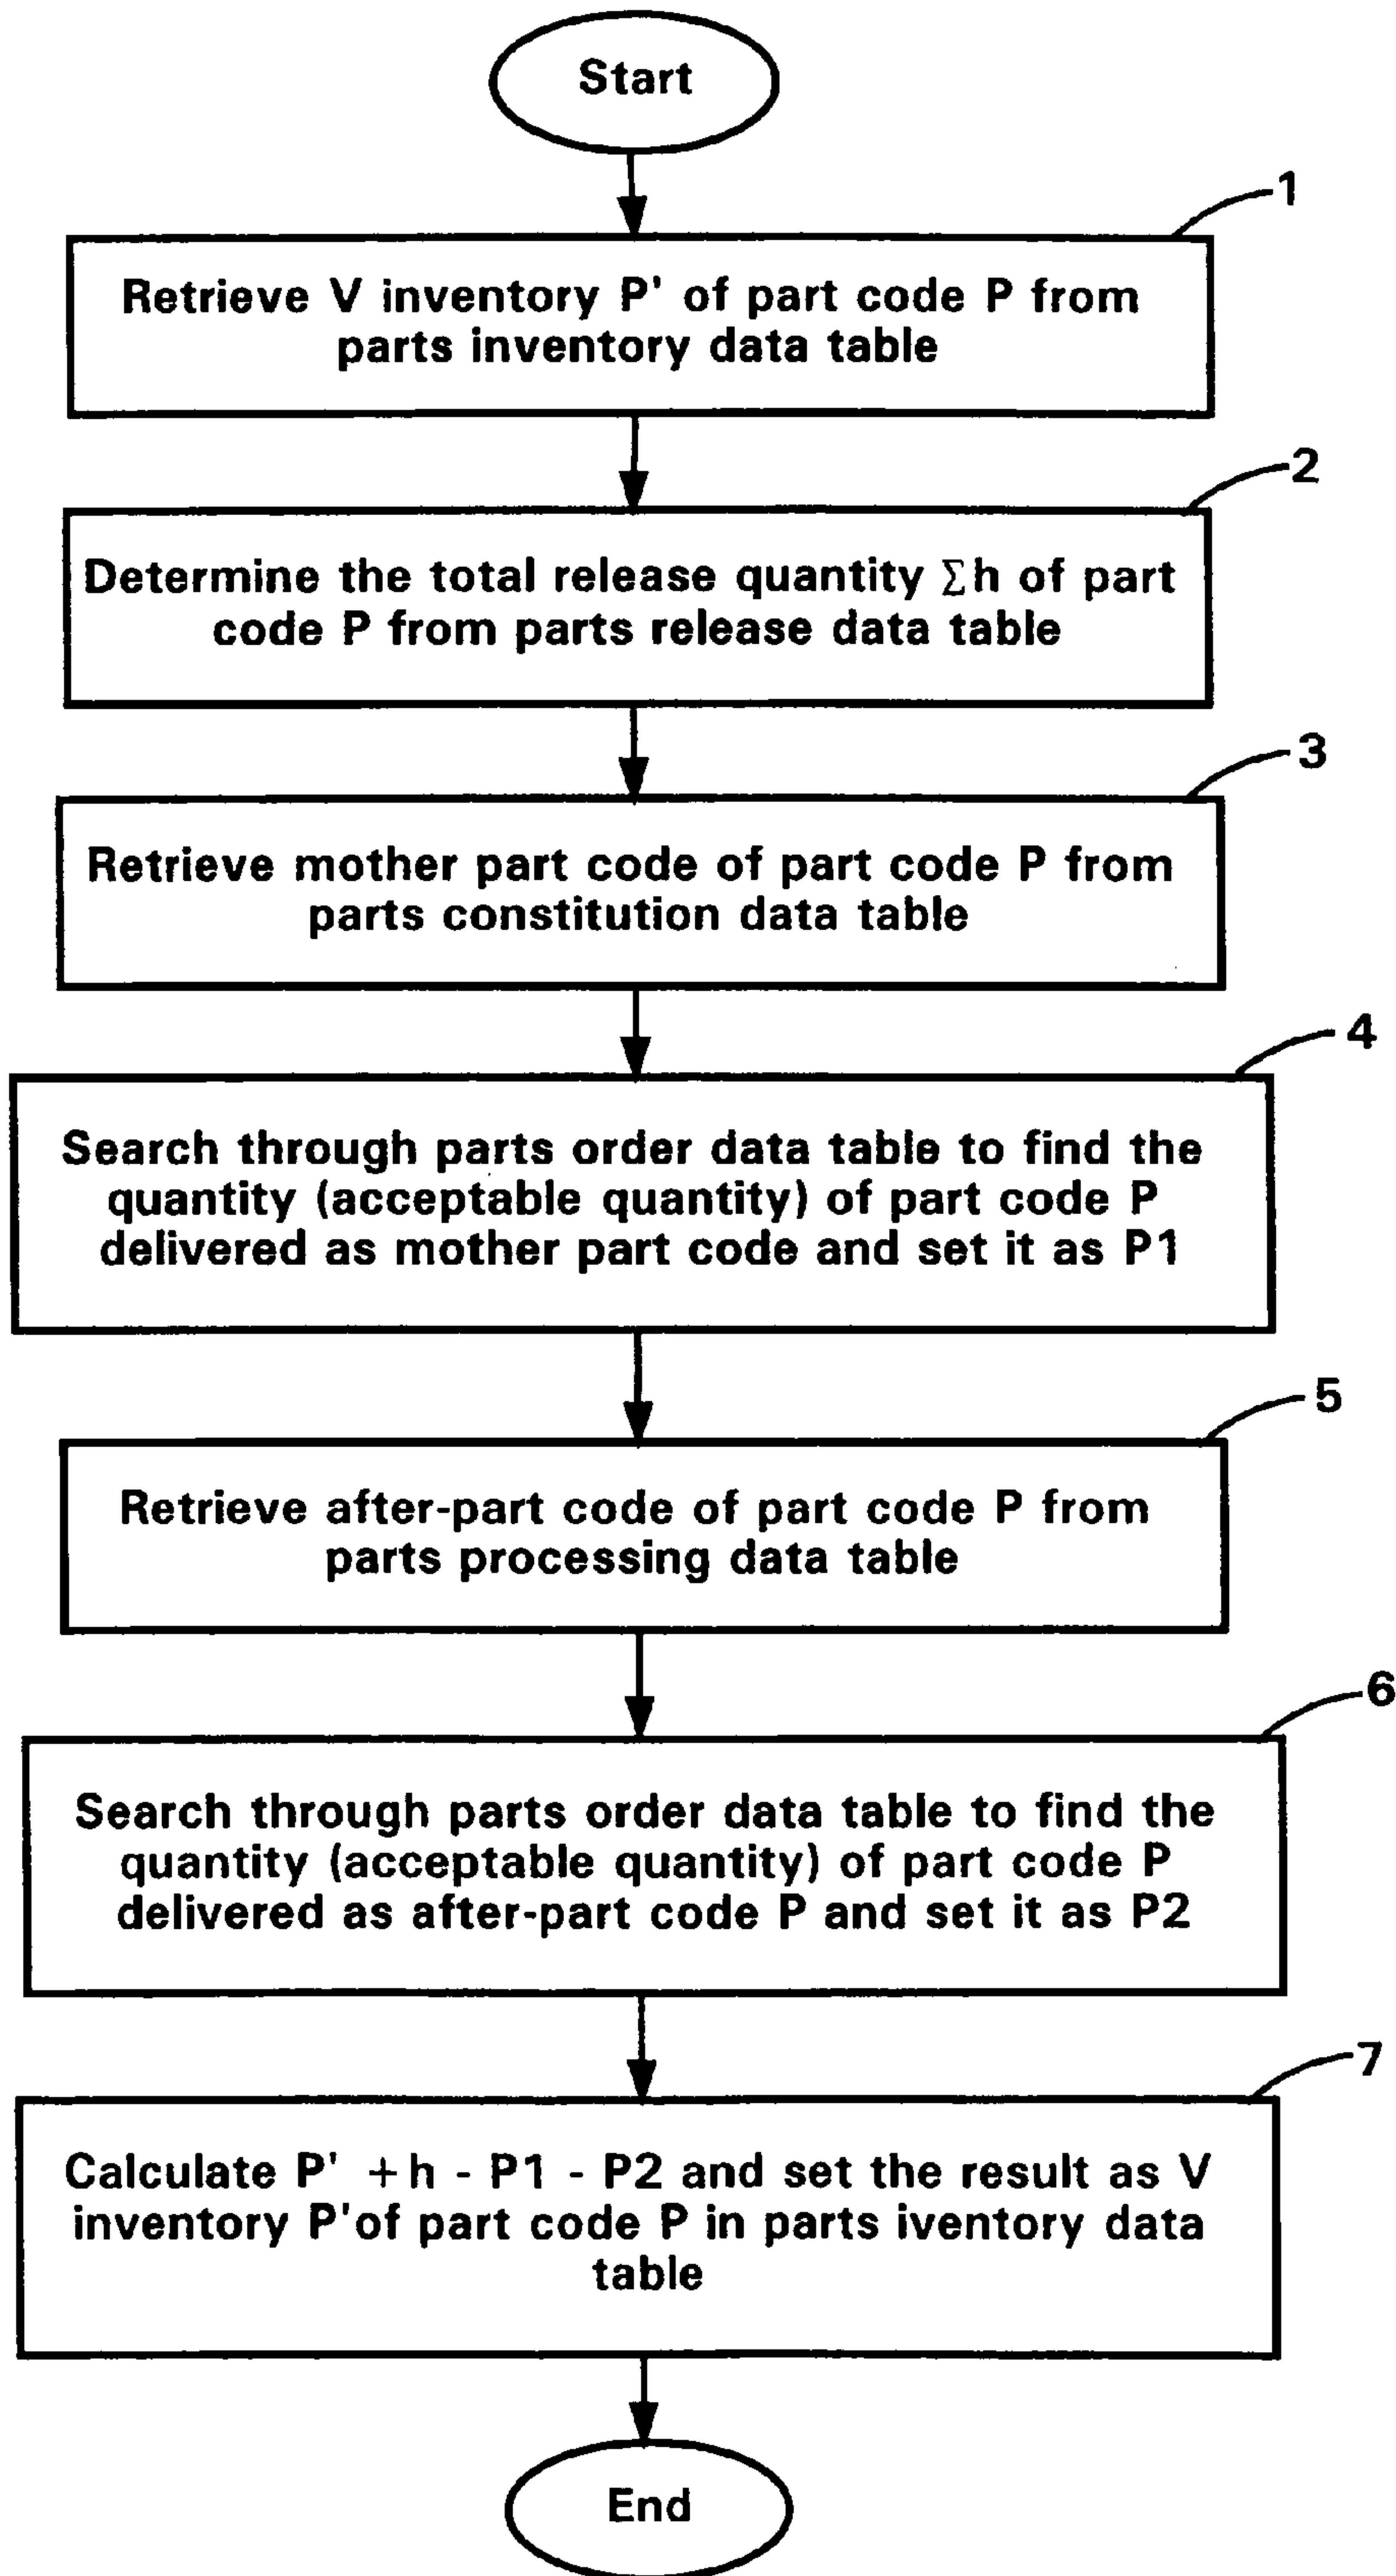 Start
1
Retrieve V inventory P' of part code P from
parts inventory data table
2
Determine the total release quantity Σh of part
code P from parts release data table
3
Retrieve mother part code of part code P from
parts constitution data table
4
Search through parts order data table to find the
quantity (acceptable quantity) of part code P
delivered as mother part code and set it as P1
5
Retrieve after-part code of part code P from
parts processing data table
6
Search through parts order data table to find the
quantity (acceptable quantity) of part code P
delivered as after-part code P and set it as P2
7
Calculate P' +h - P1 - P2 and set the result as V
inventory P'of part code P in parts iventory data
table
End